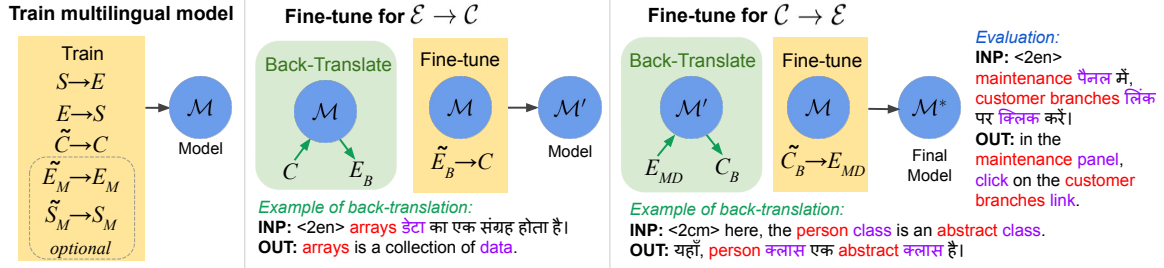 Train multilingual model
Train
S→E
E→S
C̃→C
Ẽ_M→E_M
S̃_M→S_M
optional
M
Model
Fine-tune for E → C
Back-Translate
M
C
E_B
Fine-tune
M
Ẽ_B→C
M′
Model
Example of back-translation:
INP: <2en> arrays डेटा का एक संग्रह होता है।
OUT: arrays is a collection of data.
Fine-tune for C → E
Back-Translate
M′
E_MD
C_B
Fine-tune
M
C̃_B→E_MD
M*
Final
Model
Example of back-translation:
INP: <2cm> here, the person class is an abstract class.
OUT: यहाँ, person क्लास एक abstract क्लास है।
Evaluation:
INP: <2en>
maintenance पैनल में,
customer branches लिंक
पर क्लिक करें।
OUT: in the
maintenance panel,
click on the customer
branches link.